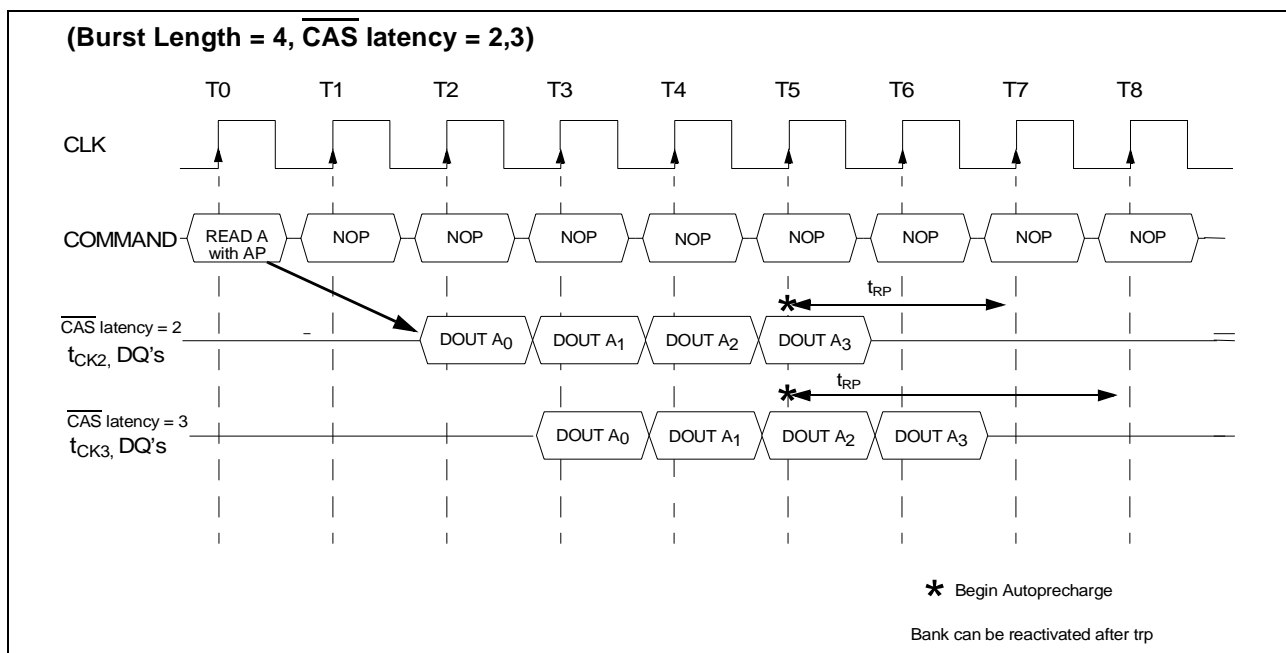 (Burst Length = 4, CAS latency = 2,3)
T0 T1 T2 T3 T4 T5 T6 T7 T8
CLK
COMMAND READ A with AP NOP NOP NOP NOP NOP NOP NOP NOP
* tRP
CAS latency = 2
tCK2, DQ's DOUT A0 DOUT A1 DOUT A2 DOUT A3
* tRP
CAS latency = 3
tCK3, DQ's DOUT A0 DOUT A1 DOUT A2 DOUT A3
* Begin Autoprecharge
Bank can be reactivated after trp